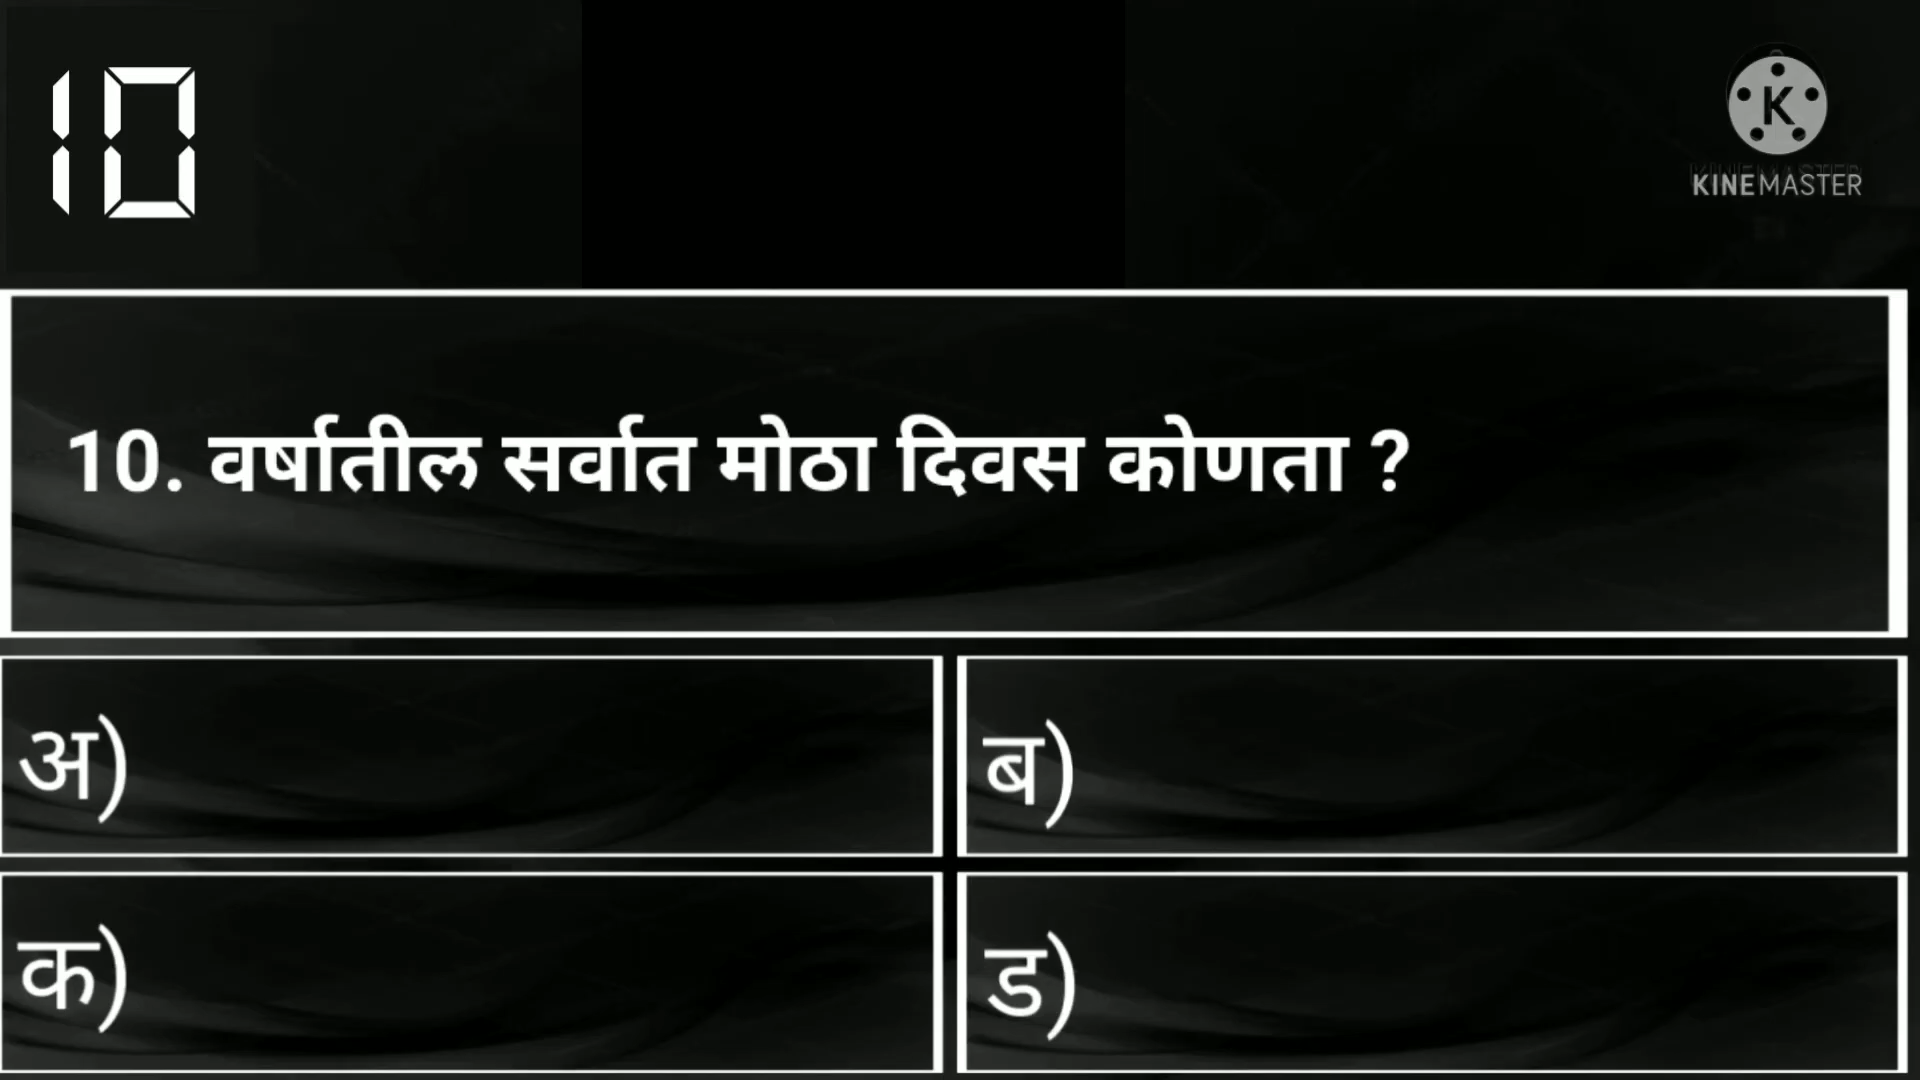 10
KINEMASTER
10. वर्षातील सर्वात मोठा दिवस कोणता ?
अ)
ब)
क)
ड)